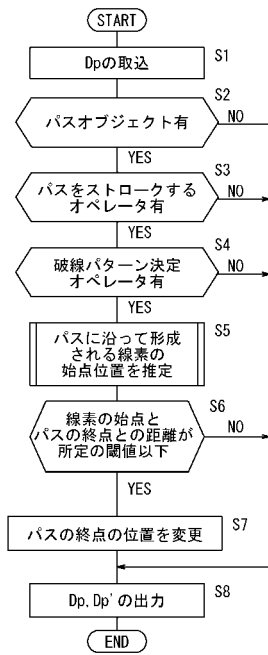 START
S1
Dpの取込
S2
パスオブジェクト有
NO
YES
S3
パスをストロークする
オペレータ有
NO
YES
S4
破線パターン決定
オペレータ有
NO
YES
S5
パスに沿って形成
される線素の
始点位置を推定
S6
線素の始点と
パスの終点との距離が
所定の閾値以下
NO
YES
S7
パスの終点の位置を変更
S8
Dp,Dp'の出力
END